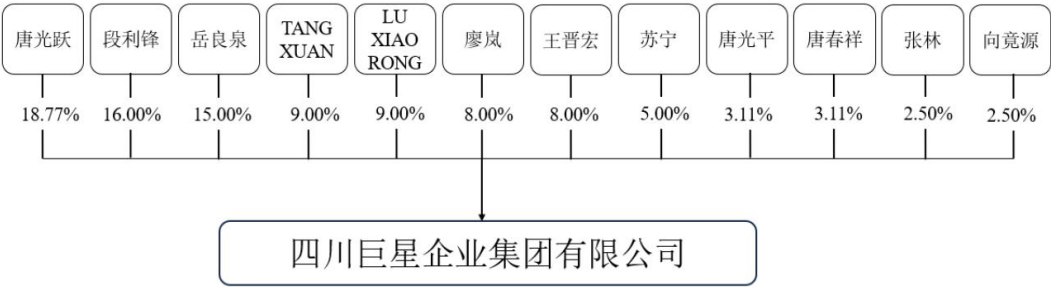 唐光跃
段利锋
岳良泉
TANG
XUAN
LU
XIAO
RONG
廖岚
王晋宏
苏宁
唐光平
唐春祥
张林
向竟源
18.77%
16.00%
15.00%
9.00%
9.00%
8.00%
8.00%
5.00%
3.11%
3.11%
2.50%
2.50%
四川巨星企业集团有限公司